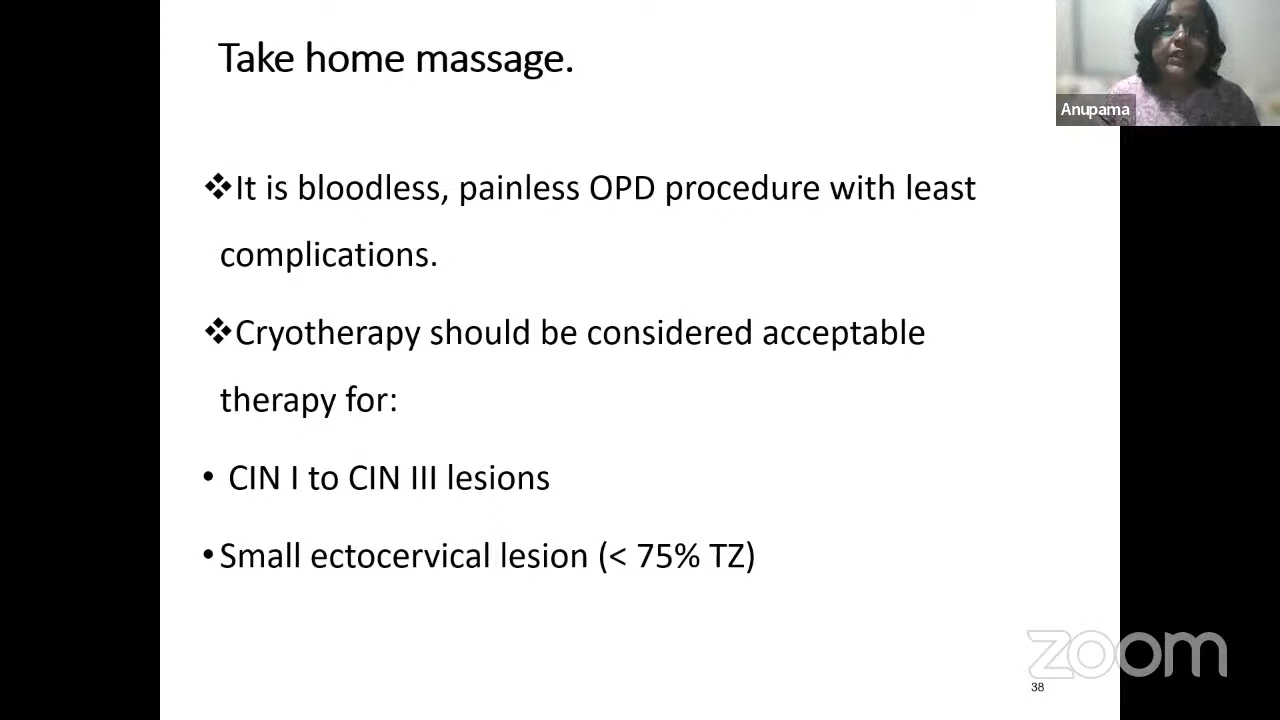 Take home massage.
Anupama
❖It is bloodless, painless OPD procedure with least
complications.
❖Cryotherapy should be considered acceptable
therapy for:
• CIN I to CIN III lesions
• Small ectocervical lesion (< 75% TZ)
zoom
38